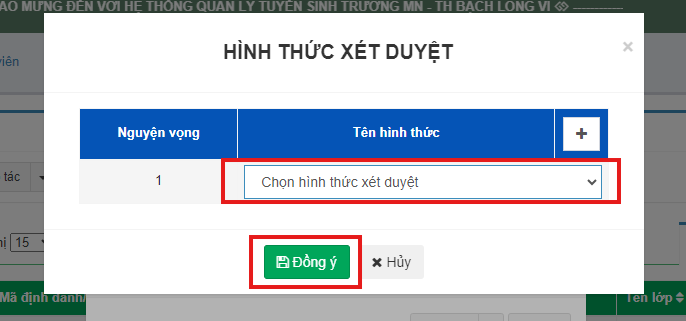 ÀO MỪNG ĐẾN VỚI HỆ THỐNG QUẢN LÝ TUYỂN SINH TRƯỜNG MN - TH BẠCH LONG VĨ
HÌNH THỨC XÉT DUYỆT
×
viên
Nguyện vọng Tên hình thức +
tác
1 Chọn hình thức xét duyệt
hị 15
Đồng ý Hủy
Mã định danh/ Tên lớp